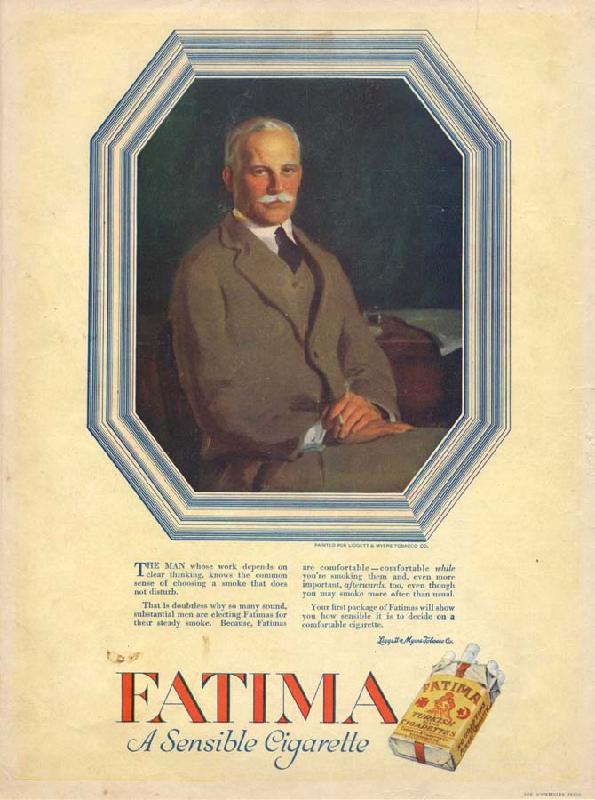 PAINTED FOR LIGGETT & MYERS TOBACCO CO.
THE MAN whose work depends on
clear thinking, knows the common
sense of choosing a smoke that does
not disturb.
That is doubtless why so many sound,
substantial men are electing Fatimas for
their steady smoke. Because, Fatimas
are comfortable—comfortable while
you're smoking them and, even more
important, afterwards too, even though
you may smoke more often than usual.
Your first package of Fatimas will show
you how sensible it is to decide on a
comfortable cigarette.
Liggett & Myers Tobacco Co.
FATIMA
A Sensible Cigarette
FATIMA
TURKISH
CIGARETTES